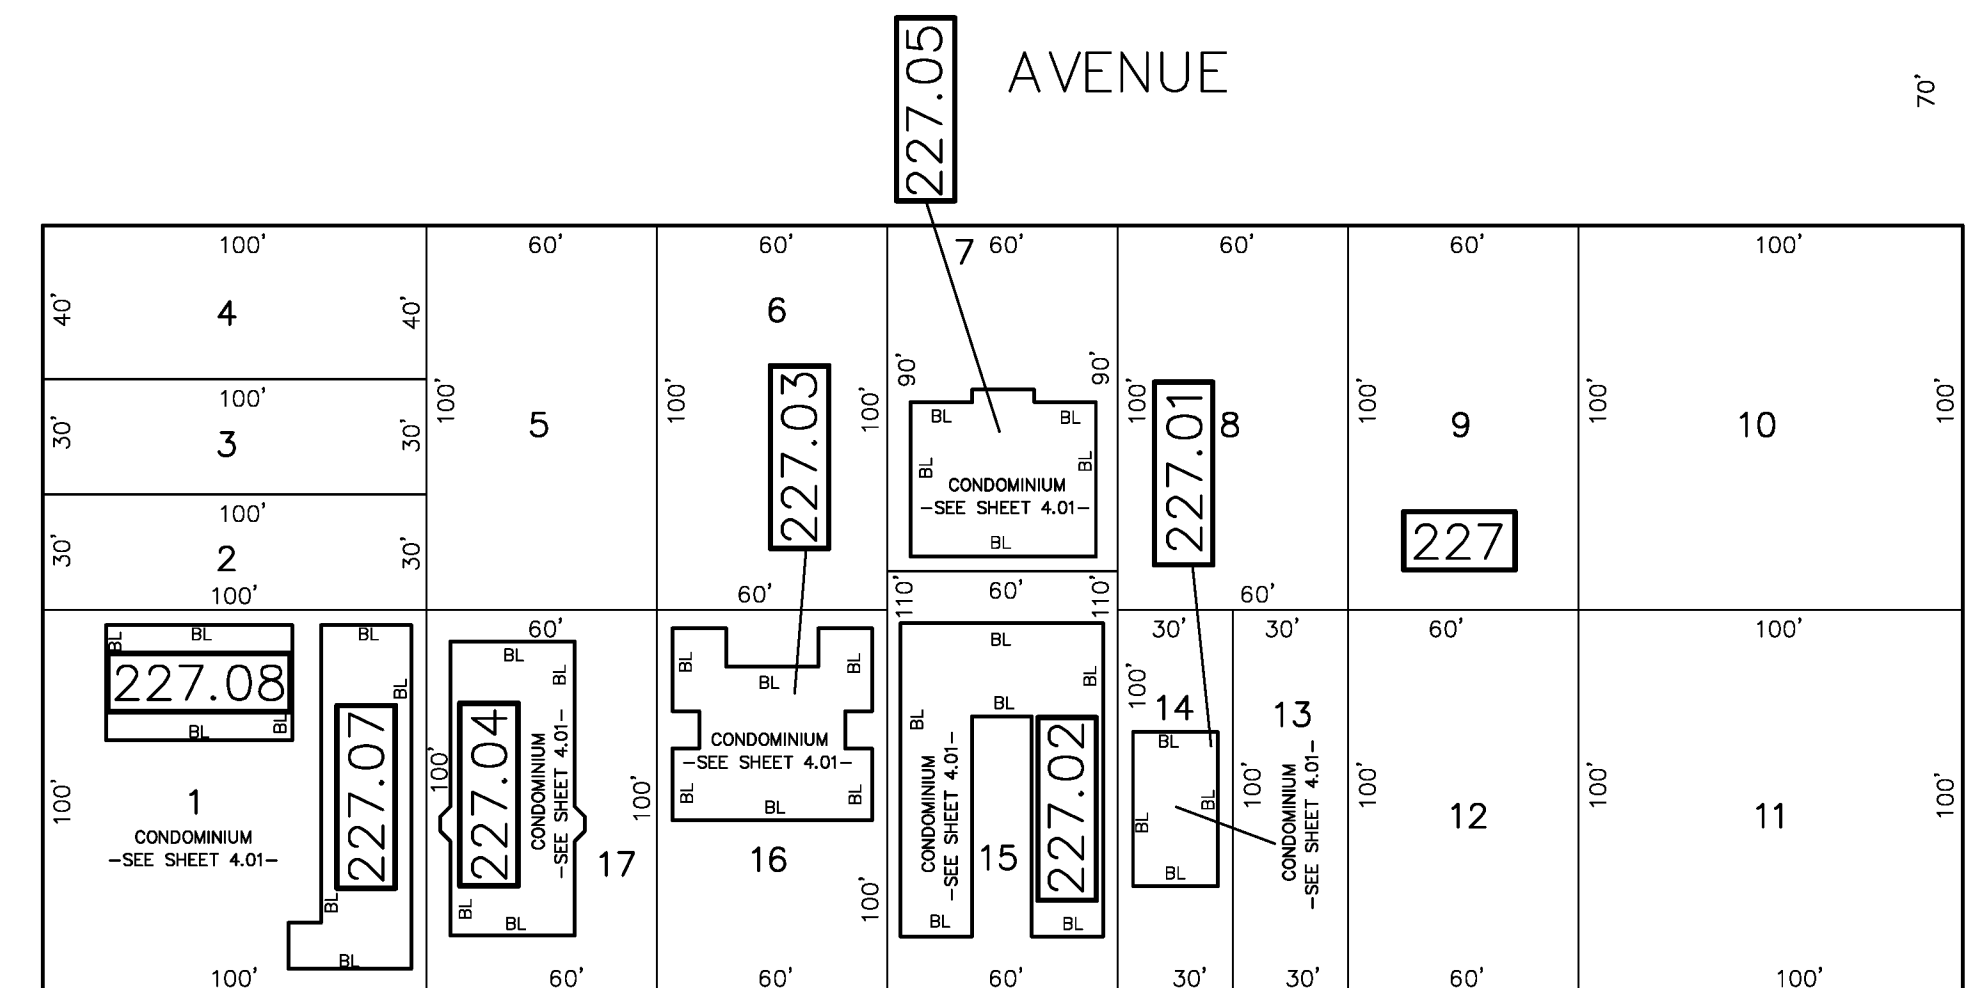 227.05
AVENUE
70'
100'
60'
60'
7
60'
60'
60'
100'
40'
4
40'
6
100'
30'
3
30'
100'
5
100'
227.03
100'
90'
90'
BL
BL
BL
BL
CONDOMINIUM
-SEE SHEET 4.01-
BL
100'
227.01
8
100'
9
227
100'
10
100'
100'
30'
2
30'
100'
60'
110'
60'
110'
60'
BL
BL
227.08
BL
BL
BL
BL
227.07
BL
BL
100'
1
CONDOMINIUM
-SEE SHEET 4.01-
100'
60'
BL
BL
100'
227.04
CONDOMINIUM
-SEE SHEET 4.01-
BL
BL
17
60'
100'
BL
BL
BL
CONDOMINIUM
-SEE SHEET 4.01-
BL
BL
BL
16
100'
60'
BL
BL
BL
BL
CONDOMINIUM
-SEE SHEET 4.01-
15
227.02
BL
BL
60'
30'
30'
100'
14
13
BL
BL
BL
BL
100'
CONDOMINIUM
-SEE SHEET 4.01-
30'
30'
60'
100'
12
60'
100'
100'
11
100'
100'